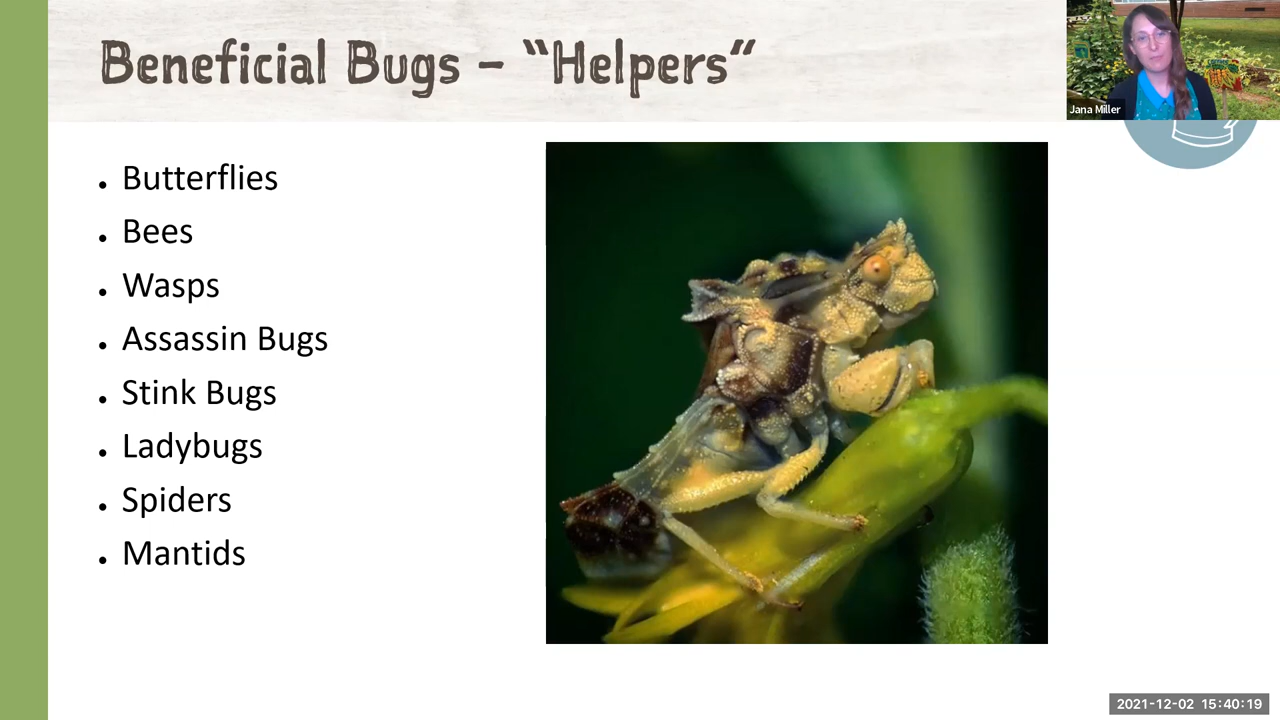 Beneficial Bugs – “Helpers”
Jana Miller
• Butterflies
• Bees
• Wasps
• Assassin Bugs
• Stink Bugs
• Ladybugs
• Spiders
• Mantids
2021-12-02 15:40:19